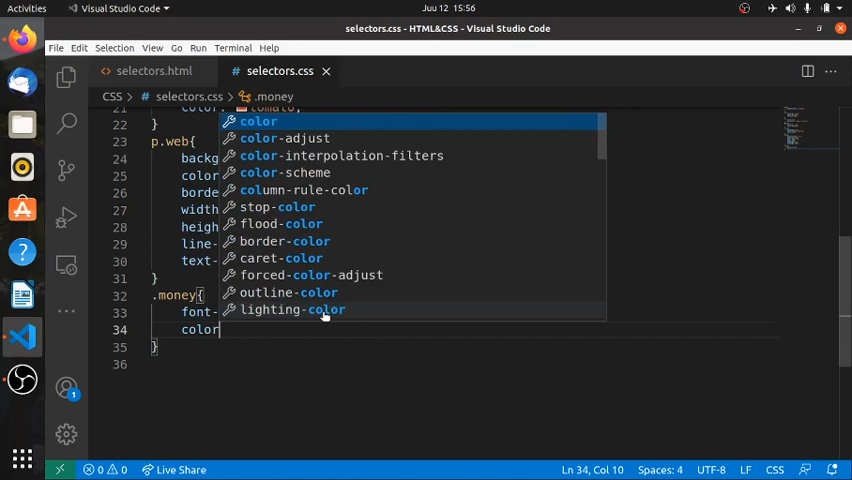 Activities
Visual Studio Code
Juu 12 15:56
selectors.css - HTML&CSS - Visual Studio Code
File Edit Selection View Go Run Terminal Help
selectors.html
selectors.css
CSS > selectors.css > .money
21 color: tomato;
22 }
23 p.web{
24 backg
25 color
26 borde
27 width
28 heigh
29 line-
30 text-
31 }
32 .money{
33 font-
34 color
35 }
36
color
color-adjust
color-interpolation-filters
color-scheme
column-rule-color
stop-color
flood-color
border-color
caret-color
forced-color-adjust
outline-color
lighting-color
1
0 0 Live Share
Ln 34, Col 10 Spaces: 4 UTF-8 LF CSS